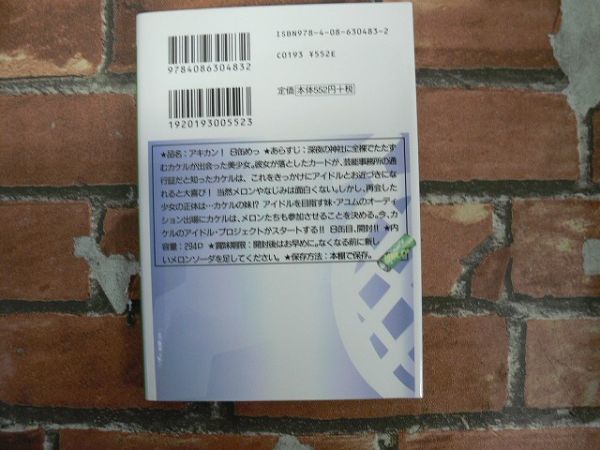 ISBN978-4-08-630483-2
C0193 ¥552E
9784086304832
定価 本体552円+税
1920193005523
★品名:アキカン! 8缶めっ ★あらすじ:深夜の神社に全裸でたたず
むカケルが出会った美少女。彼女が落としたカードが、芸能事務所の通
行証だと知ったカケルは、これをきっかけにアイドルとお近づきにな
れると大喜び! 当然メロンやなじみは面白くない。しかし、再会した
少女の正体は…カケルの妹!? アイドルを目指す妹・アユムのオーディ
ション出場にカケルは、メロンたちも参加させることを決める。今、カ
ケルのアイドル・プロジェクトがスタートする!! 8缶目、開封!! ★内
容量:294P ★賞味期限:開封後はお早めに。なくなる前に新し
いメロンソーダを足してください。 ★保存方法:本棚で保存。